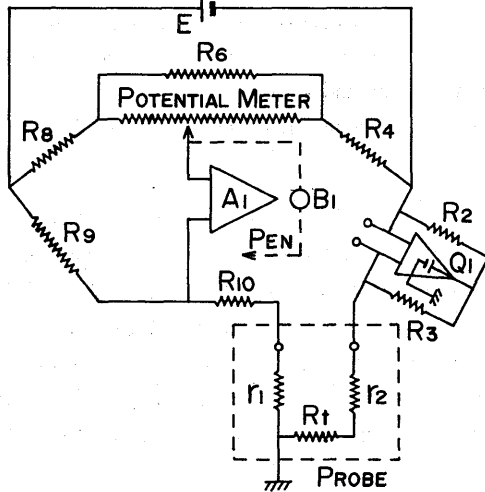 E
R6
POTENTIAL METER
R8
R4
A1
B1
R2
R9
PEN
Q1
R10
R3
r1
Rt
r2
PROBE